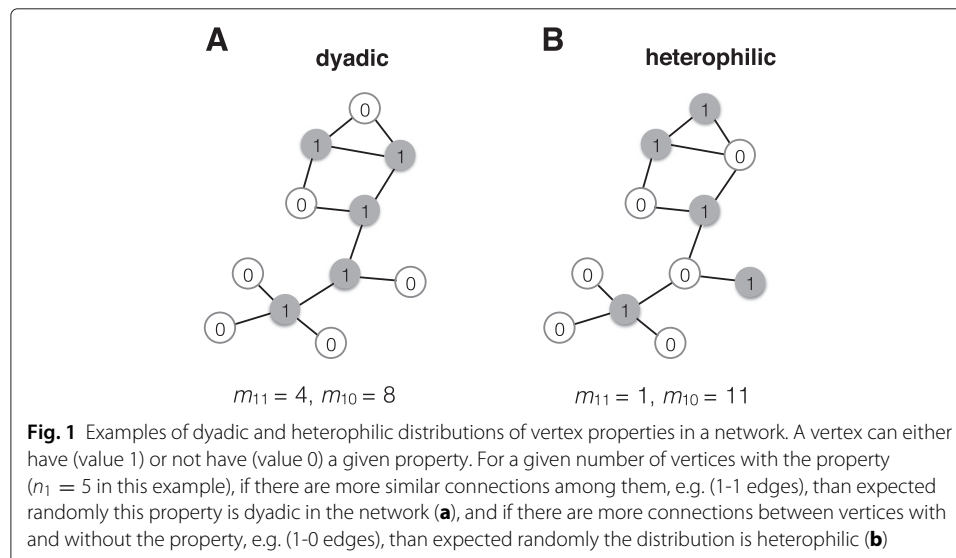 A
B
dyadic
heterophilic
0
1
1
0
1
0
1
0
1
0
0
1
1
0
0
1
0
0
1
1
0
0
m11 = 4, m10 = 8
m11 = 1, m10 = 11
Fig. 1 Examples of dyadic and heterophilic distributions of vertex properties in a network. A vertex can either
have (value 1) or not have (value 0) a given property. For a given number of vertices with the property
(n1 = 5 in this example), if there are more similar connections among them, e.g. (1-1 edges), than expected
randomly this property is dyadic in the network (a), and if there are more connections between vertices with
and without the property, e.g. (1-0 edges), than expected randomly the distribution is heterophilic (b)